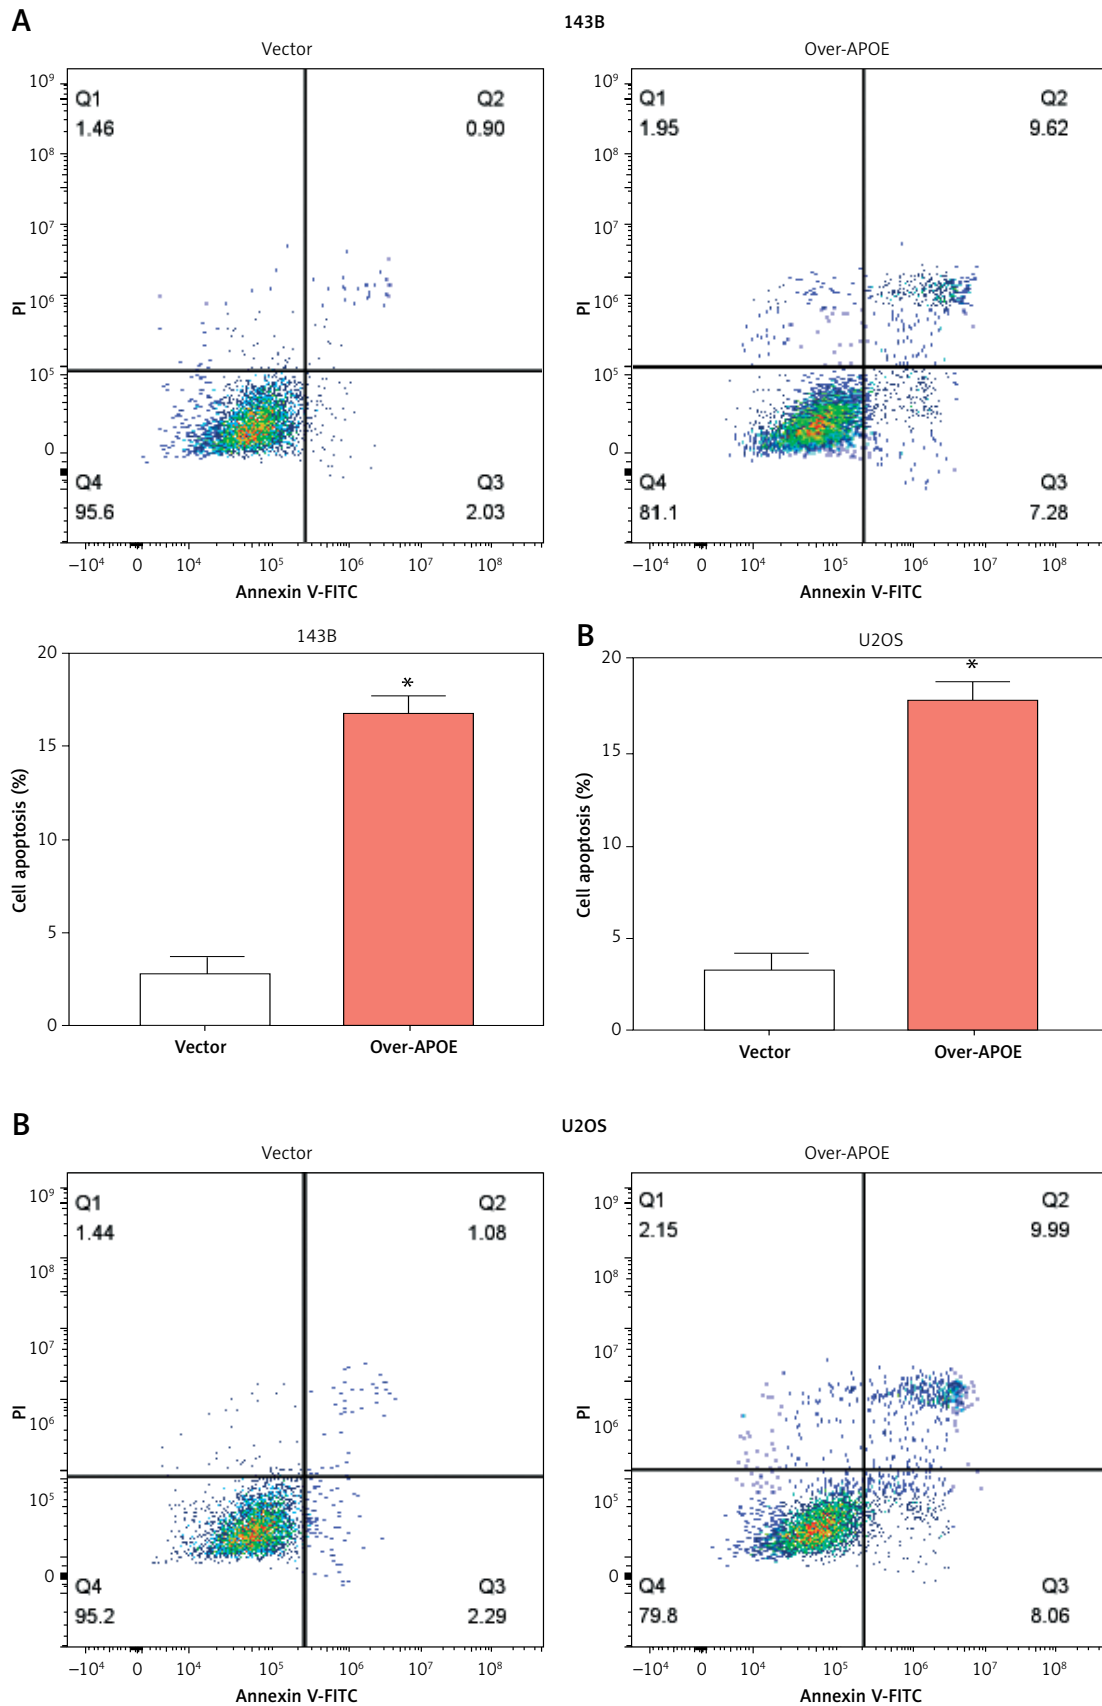 A
143B
Vector
Over-APOE
10⁹
10⁸
10⁷
10⁶
10⁵
0
PI
Q1
1.46
Q2
0.90
Q4
95.6
Q3
2.03
−10⁴ 0 10⁴ 10⁵ 10⁶ 10⁷ 10⁸
Annexin V-FITC
10⁹
10⁸
10⁷
10⁶
10⁵
0
PI
Q1
1.95
Q2
9.62
Q4
81.1
Q3
7.28
−10⁴ 0 10⁴ 10⁵ 10⁶ 10⁷ 10⁸
Annexin V-FITC
143B
20
15
10
5
0
Cell apoptosis (%)
*
Vector Over-APOE
B
U2OS
20
15
10
5
0
Cell apoptosis (%)
*
Vector Over-APOE
B
U2OS
Vector
Over-APOE
10⁹
10⁸
10⁷
10⁶
10⁵
0
PI
Q1
1.44
Q2
1.08
Q4
95.2
Q3
2.29
−10⁴ 0 10⁴ 10⁵ 10⁶ 10⁷ 10⁸
Annexin V-FITC
10⁹
10⁸
10⁷
10⁶
10⁵
0
PI
Q1
2.15
Q2
9.99
Q4
79.8
Q3
8.06
−10⁴ 0 10⁴ 10⁵ 10⁶ 10⁷ 10⁸
Annexin V-FITC